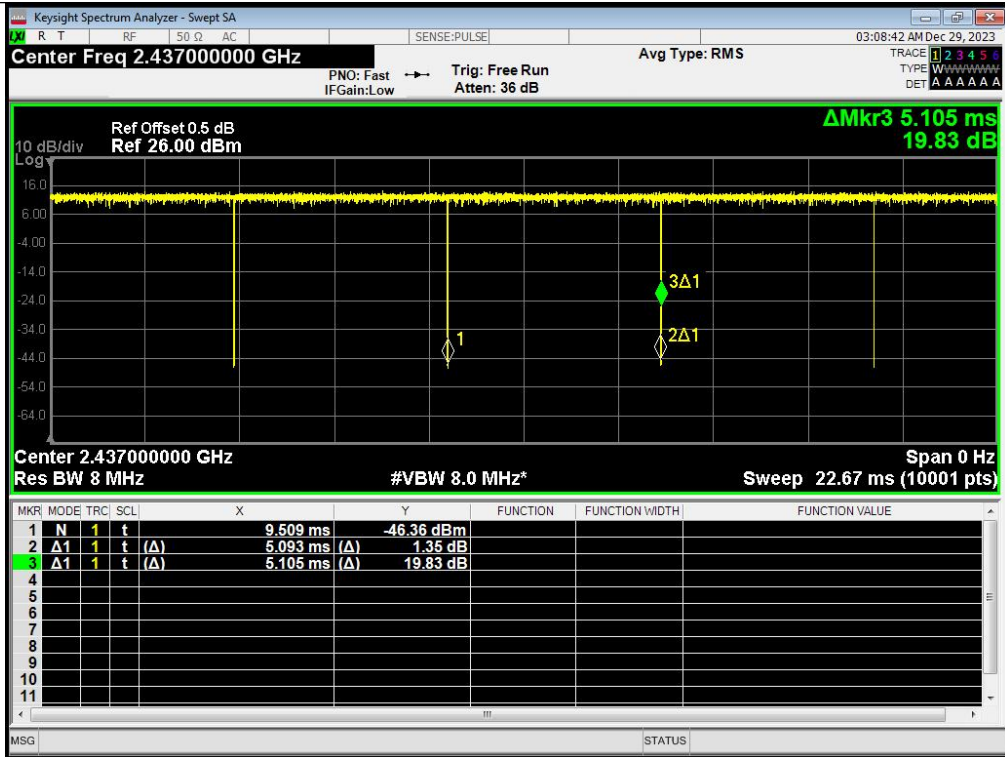 Keysight Spectrum Analyzer - Swept SA
LXI R T RF 50 Ω AC SENSE:PULSE 03:08:42 AM Dec 29, 2023
Center Freq 2.437000000 GHz Avg Type: RMS TRACE 1 2 3 4 5 6
PNO: Fast Trig: Free Run TYPE WWWWWW
IFGain:Low Atten: 36 dB DET A A A A A A
Ref Offset 0.5 dB ΔMkr3 5.105 ms
10 dB/div Ref 26.00 dBm 19.83 dB
Log
16.0
6.00
-4.00
-14.0
3Δ1
-24.0
-34.0
1 2Δ1
-44.0
-54.0
-64.0
Center 2.437000000 GHz Span 0 Hz
Res BW 8 MHz #VBW 8.0 MHz* Sweep 22.67 ms (10001 pts)
MKR MODE TRC SCL X Y FUNCTION FUNCTION WIDTH FUNCTION VALUE
1 N 1 t 9.509 ms -46.36 dBm
2 Δ1 1 t (Δ) 5.093 ms (Δ) 1.35 dB
3 Δ1 1 t (Δ) 5.105 ms (Δ) 19.83 dB
4
5
6
7
8
9
10
11
MSG STATUS